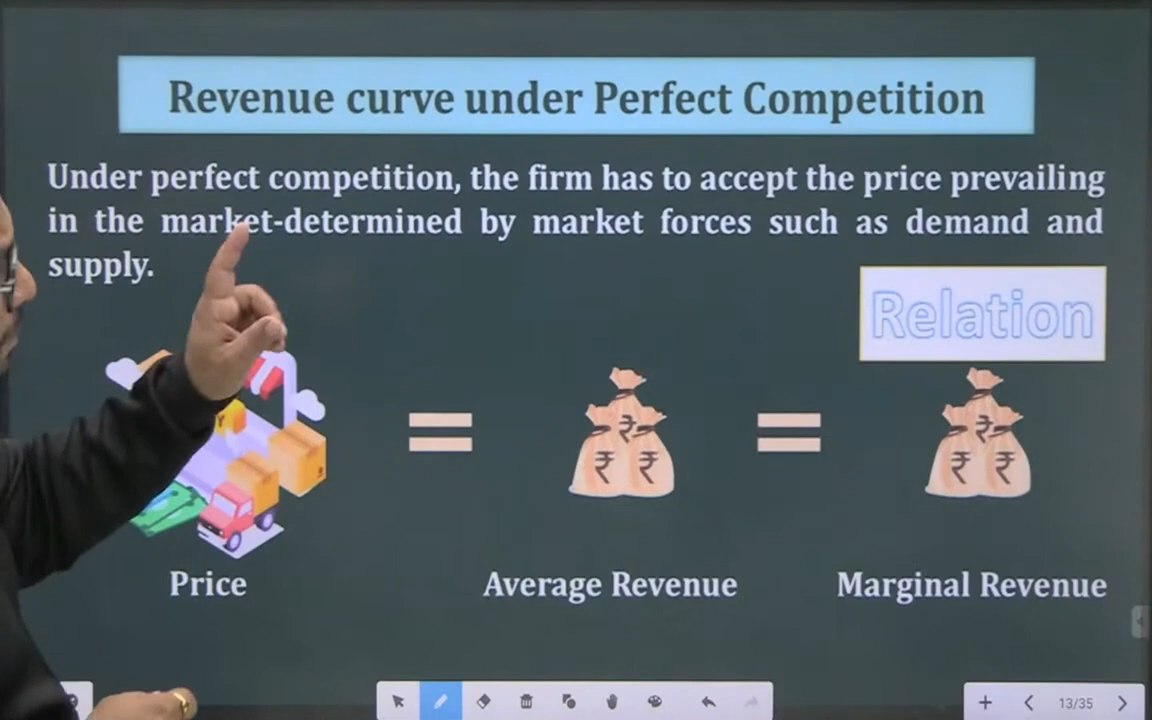 Revenue curve under Perfect Competition
Under perfect competition, the firm has to accept the price prevailing
in the market-determined by market forces such as demand and
supply.
Relation
₹
₹ ₹
₹
₹ ₹
= =
Price
Average Revenue
Marginal Revenue
13/35